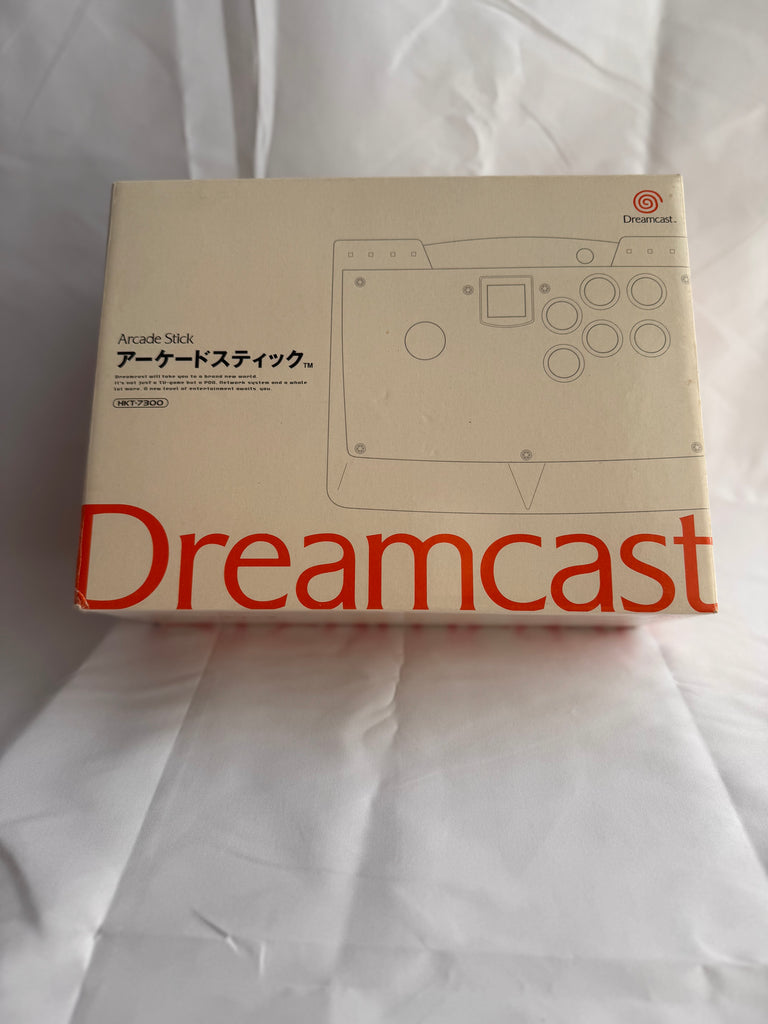 Dreamcast™
Arcade Stick
アーケードスティック™
Dreamcast will take you to a brand new world.
It's not just a TV-game but a POD, Network system and a whole
lot more. A new level of entertainment awaits you.
HKT-7300
Dreamcast